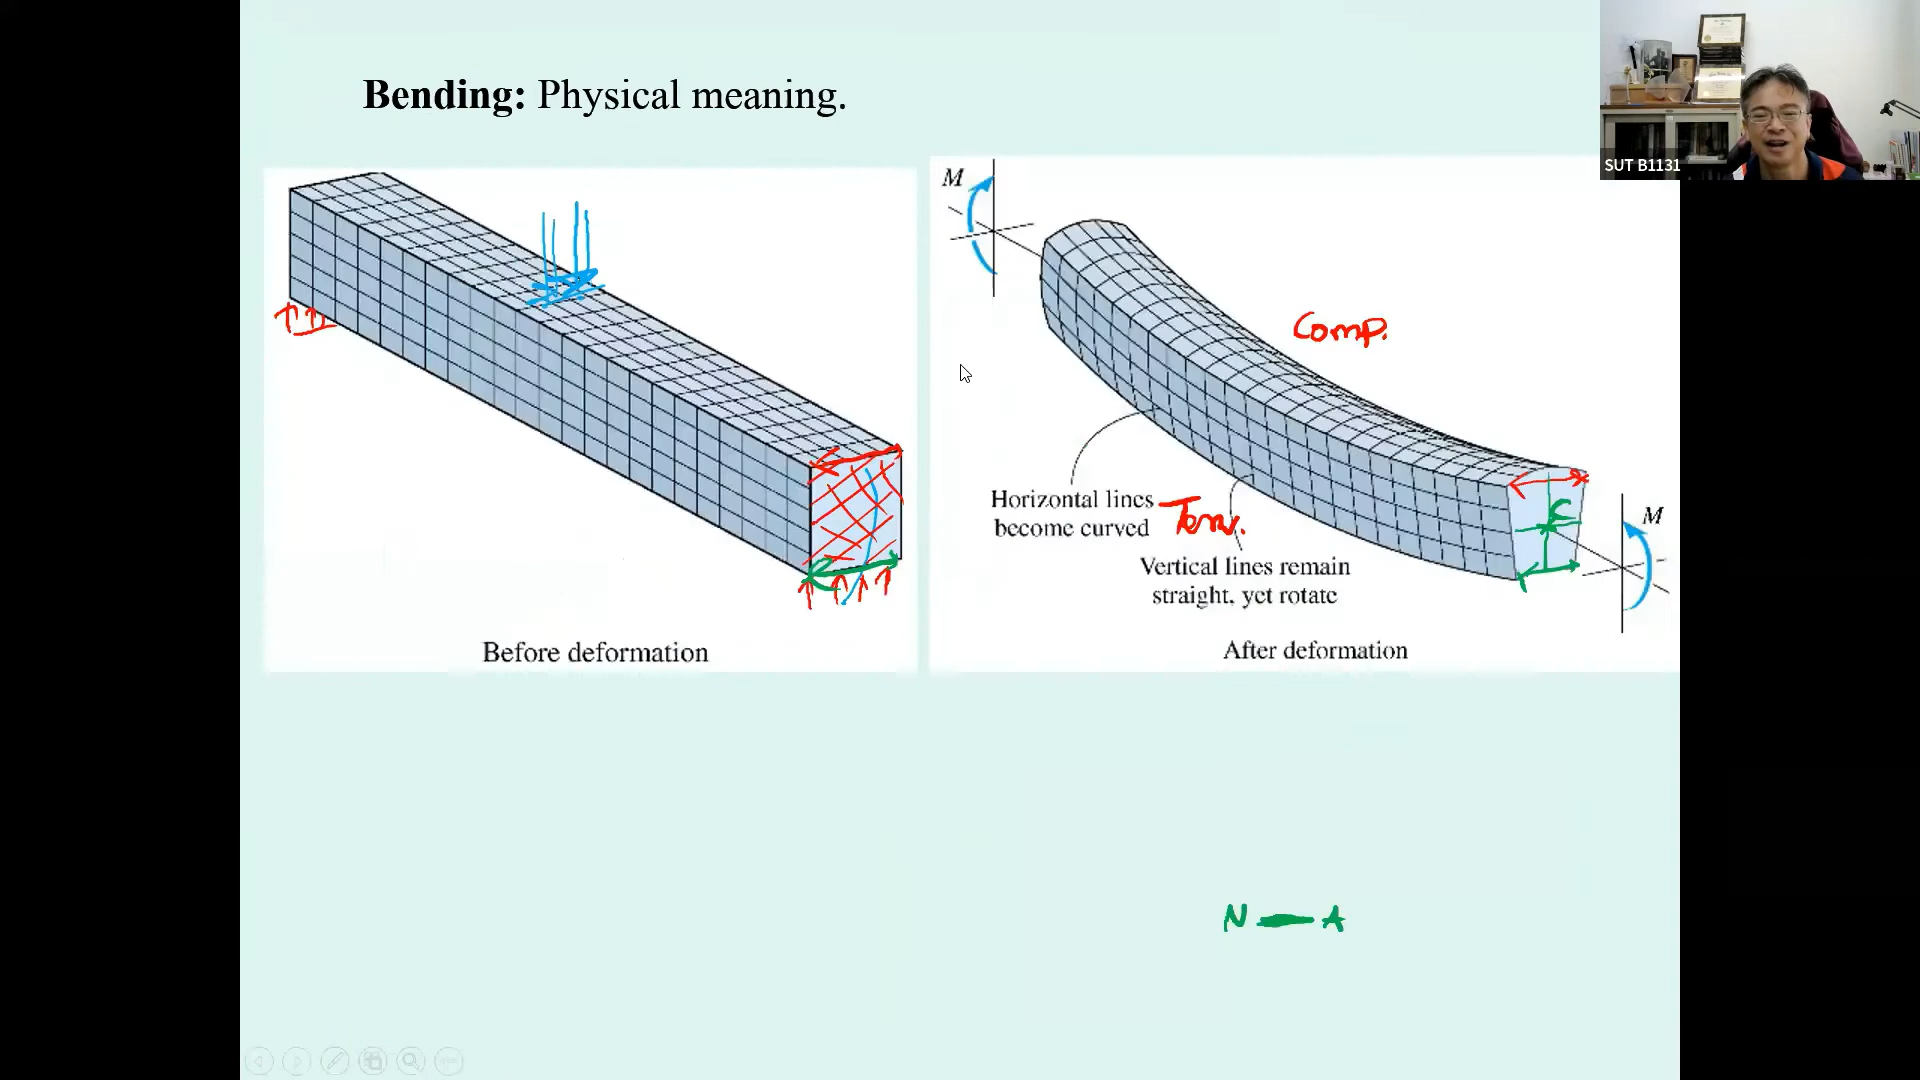 Bending: Physical meaning.
SUT B1131
M
Comp.
Horizontal lines
become curved
Ten.
C
M
Vertical lines remain
straight, yet rotate
Before deformation
After deformation
N — A